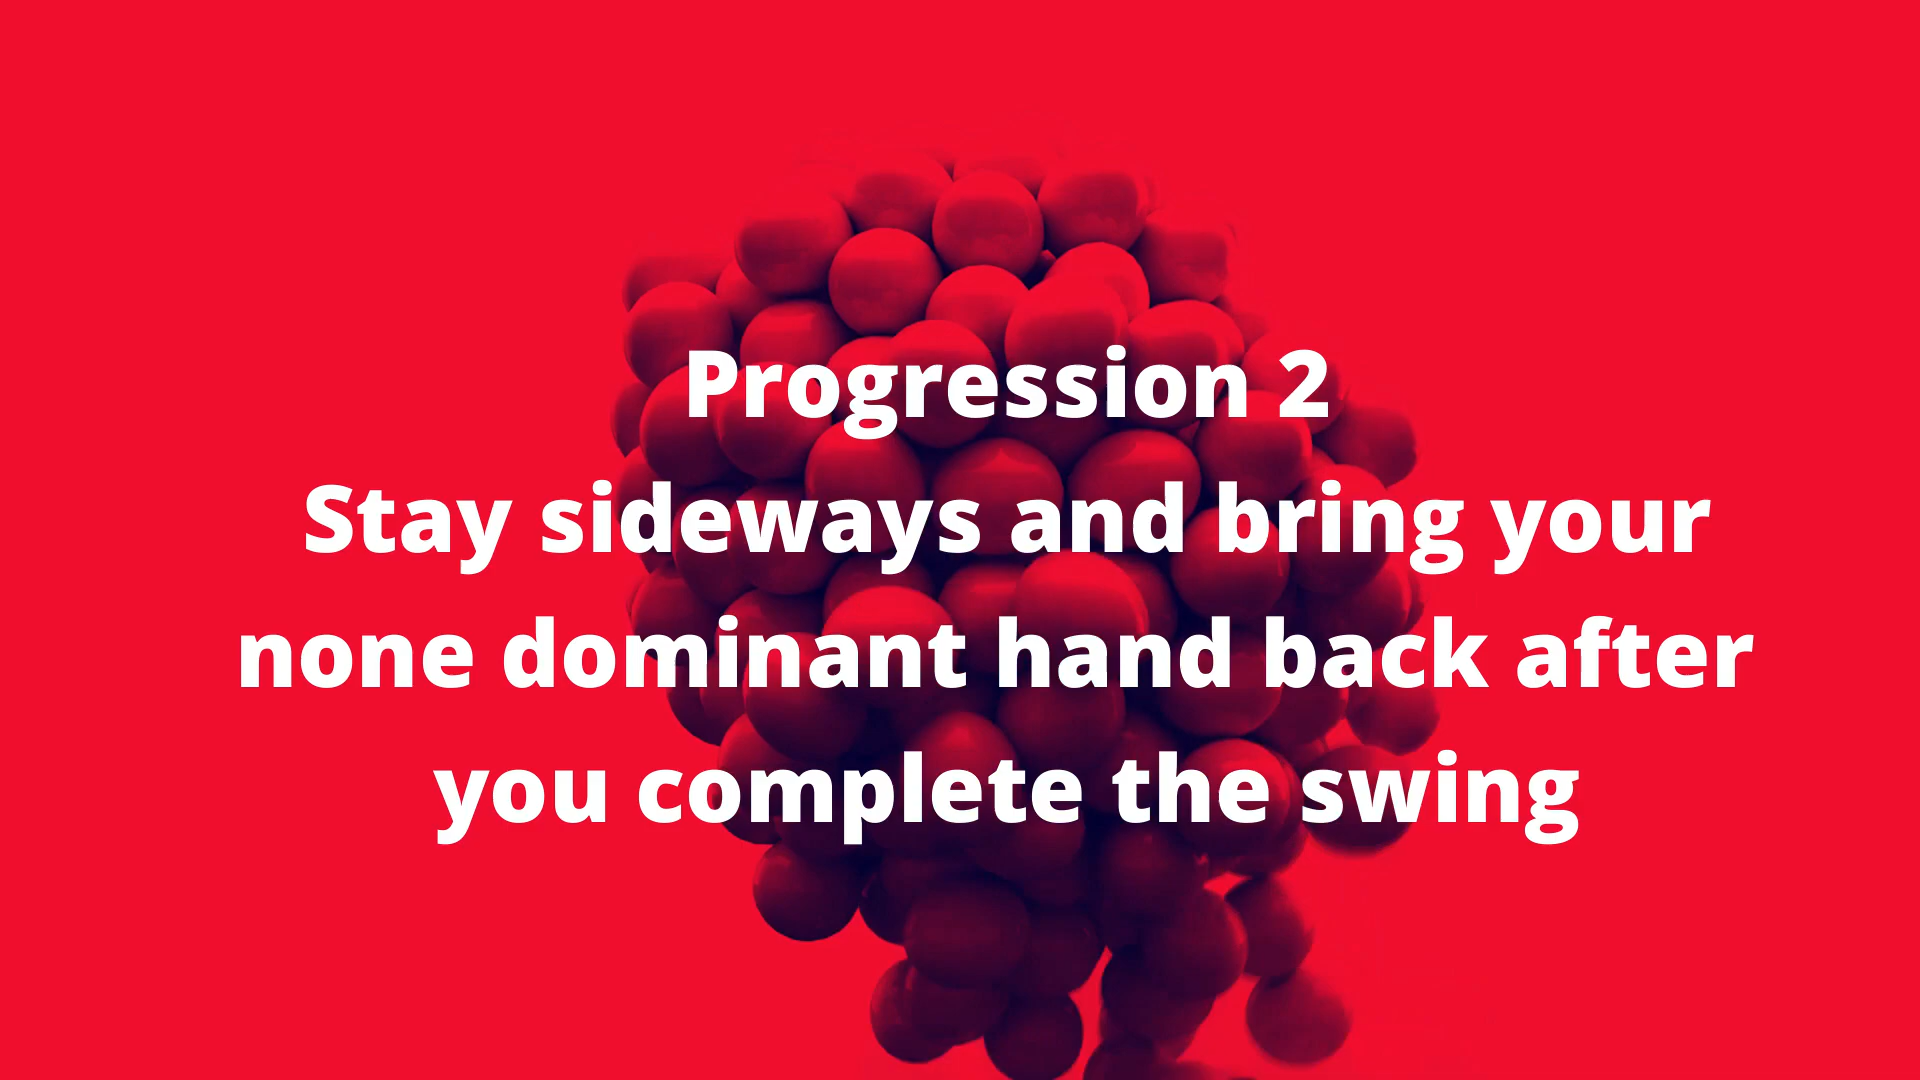 Progression 2
Stay sideways and bring your
none dominant hand back after
you complete the swing